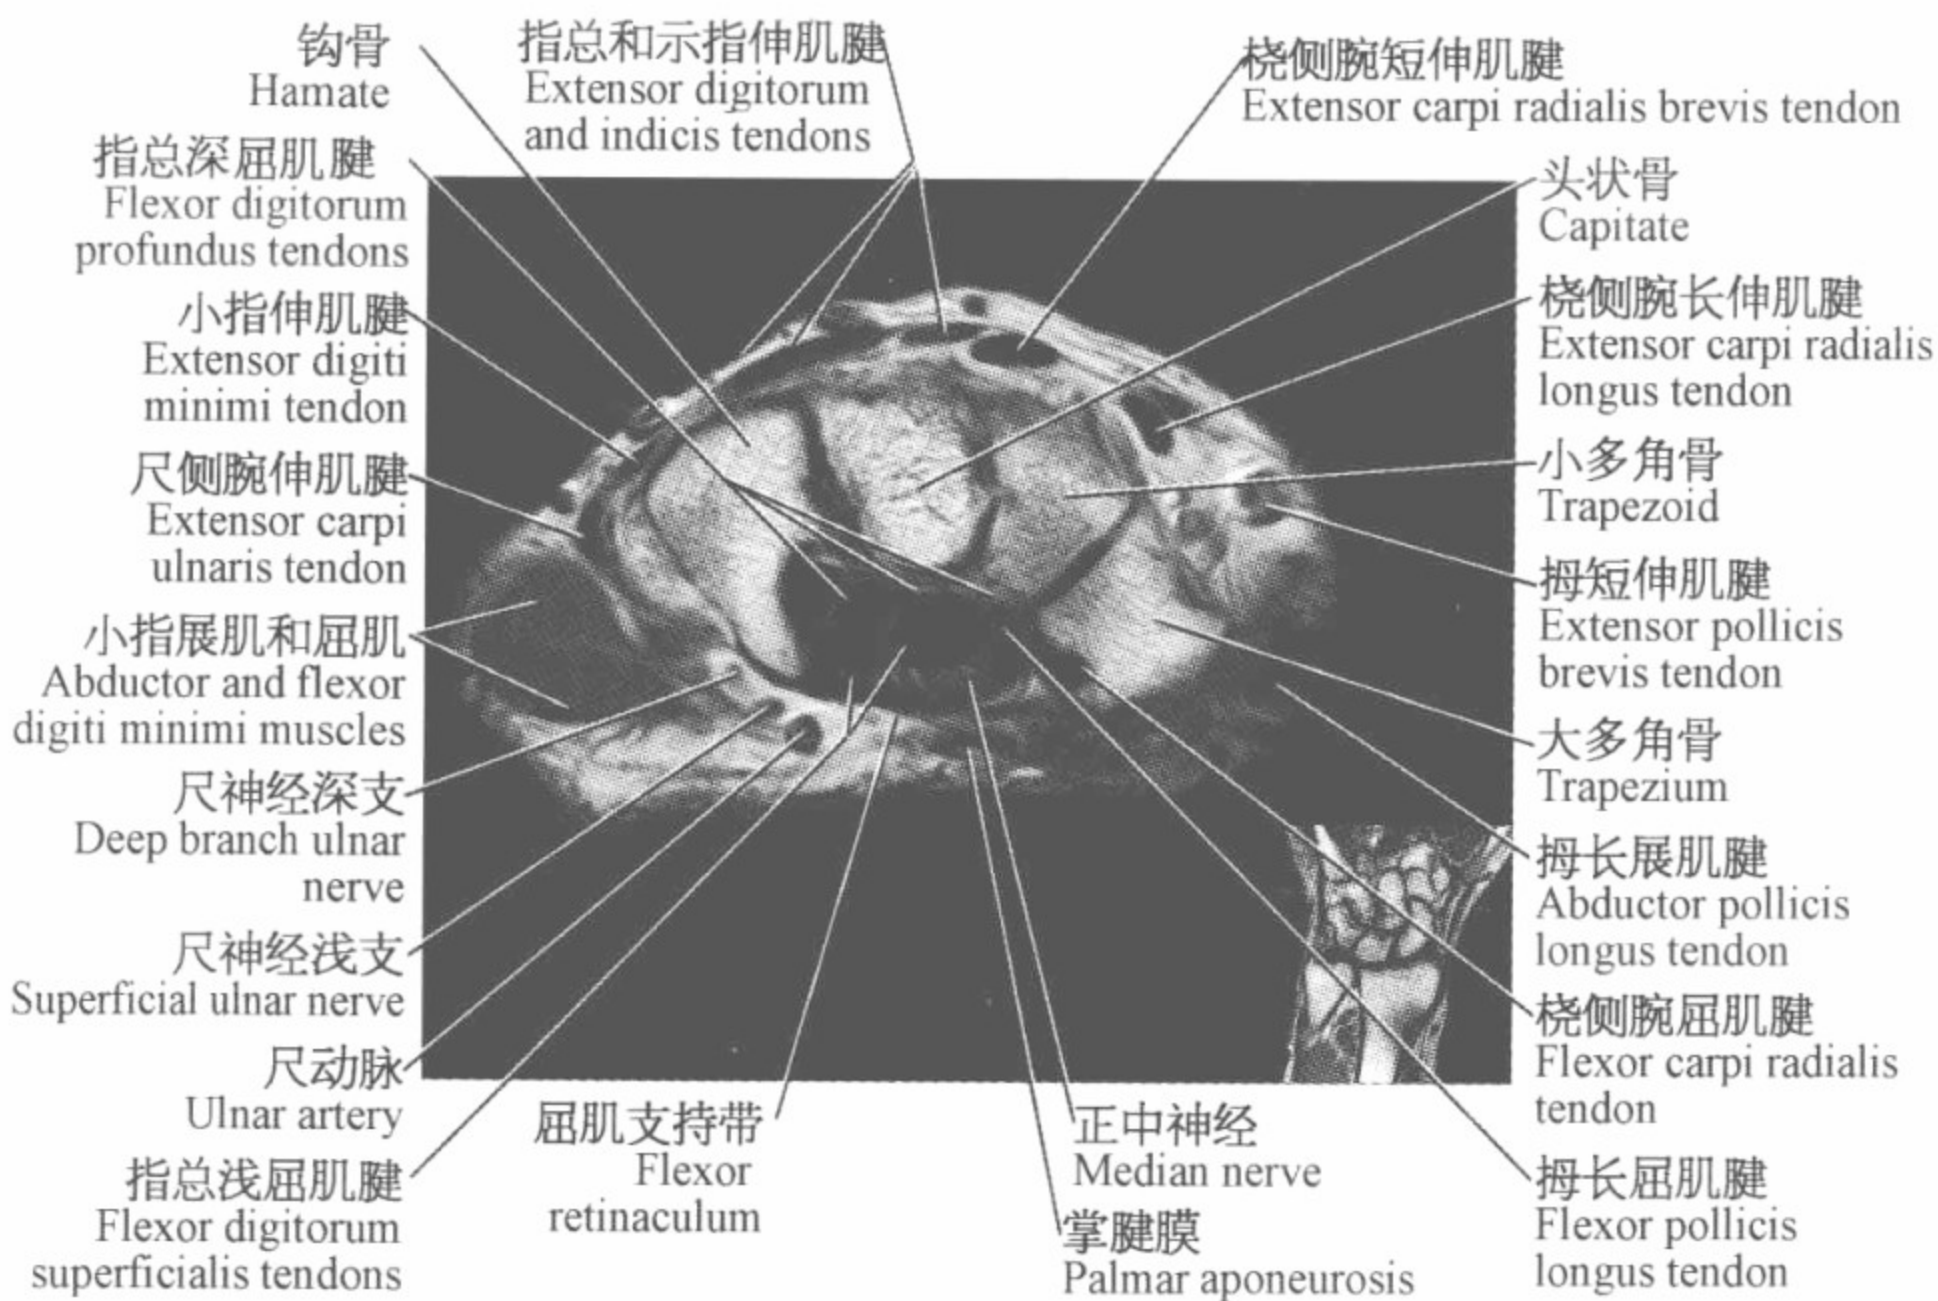 钩骨
Hamate
指总和示指伸肌腱
Extensor digitorum
and indicis tendons
桡侧腕短伸肌腱
Extensor carpi radialis brevis tendon
指总深屈肌腱
Flexor digitorum
profundus tendons
头状骨
Capitate
小指伸肌腱
Extensor digiti
minimi tendon
桡侧腕长伸肌腱
Extensor carpi radialis
longus tendon
尺侧腕伸肌腱
Extensor carpi
ulnaris tendon
小多角骨
Trapezoid
小指展肌和屈肌
Abductor and flexor
digiti minimi muscles
拇短伸肌腱
Extensor pollicis
brevis tendon
尺神经深支
Deep branch ulnar
nerve
大多角骨
Trapezium
尺神经浅支
Superficial ulnar nerve
拇长展肌腱
Abductor pollicis
longus tendon
尺动脉
Ulnar artery
桡侧腕屈肌腱
Flexor carpi radialis
tendon
指总浅屈肌腱
Flexor digitorum
superficialis tendons
屈肌支持带
Flexor
retinaculum
正中神经
Median nerve
掌腱膜
Palmar aponeurosis
拇长屈肌腱
Flexor pollicis
longus tendon